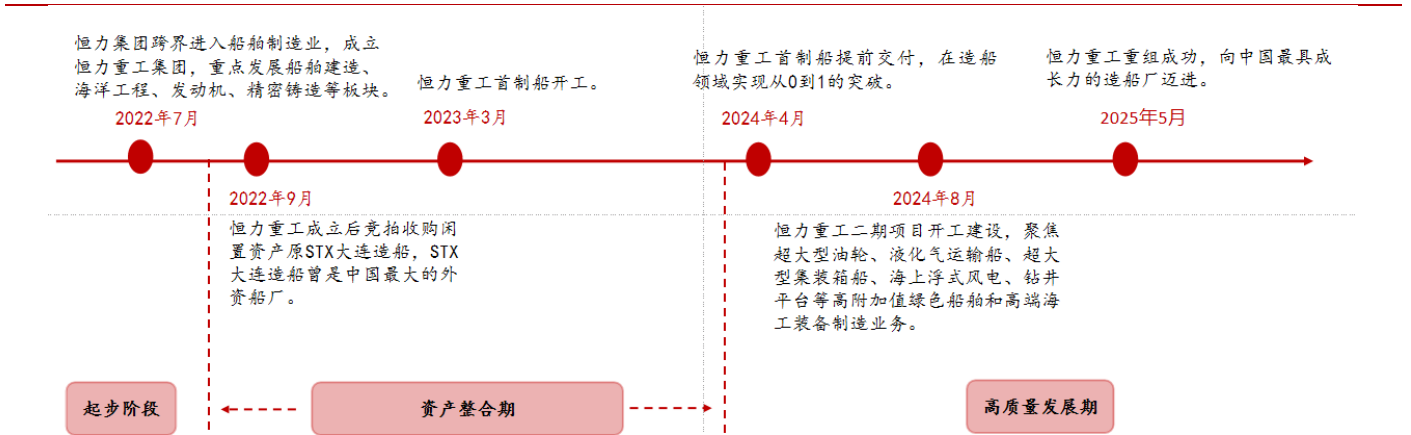 恒力集团跨界进入船舶制造业，成立
恒力重工集团，重点发展船舶建造、
海洋工程、发动机、精密铸造等板块。
2022年7月
恒力重工首制船开工。
2023年3月
恒力重工首制船提前交付，在造船
领域实现从0到1的突破。
2024年4月
恒力重工重组成功，向中国最具成
长力的造船厂迈进。
2025年5月
2022年9月
恒力重工成立后竞拍收购闲
置资产原STX大连造船，STX
大连造船曾是中国最大的外
资船厂。
2024年8月
恒力重工二期项目开工建设，聚焦
超大型油轮、液化气运输船、超大
型集装箱船、海上浮式风电、钻井
平台等高附加值绿色船舶和高端海
工装备制造业务。
起步阶段
资产整合期
高质量发展期